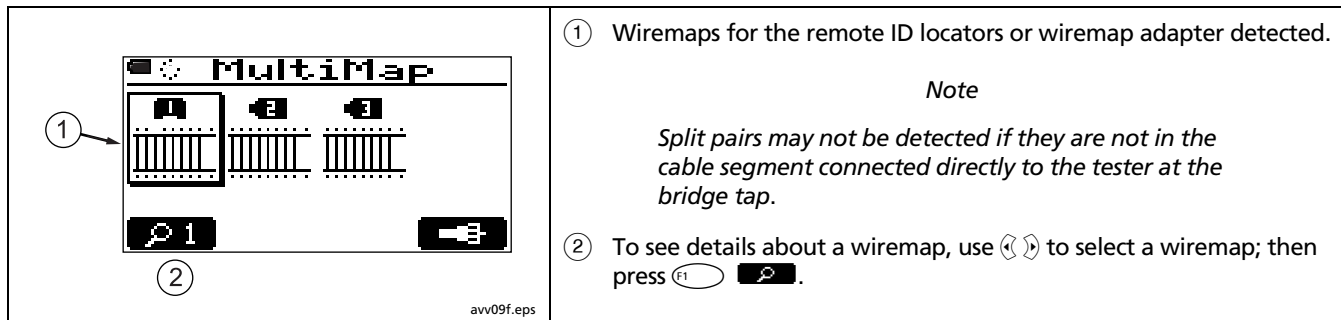 MultiMap
1 2 3
1
1
2
avv09f.eps
1 Wiremaps for the remote ID locators or wiremap adapter detected.
Note
Split pairs may not be detected if they are not in the
cable segment connected directly to the tester at the
bridge tap.
2 To see details about a wiremap, use to select a wiremap; then
press F1 .